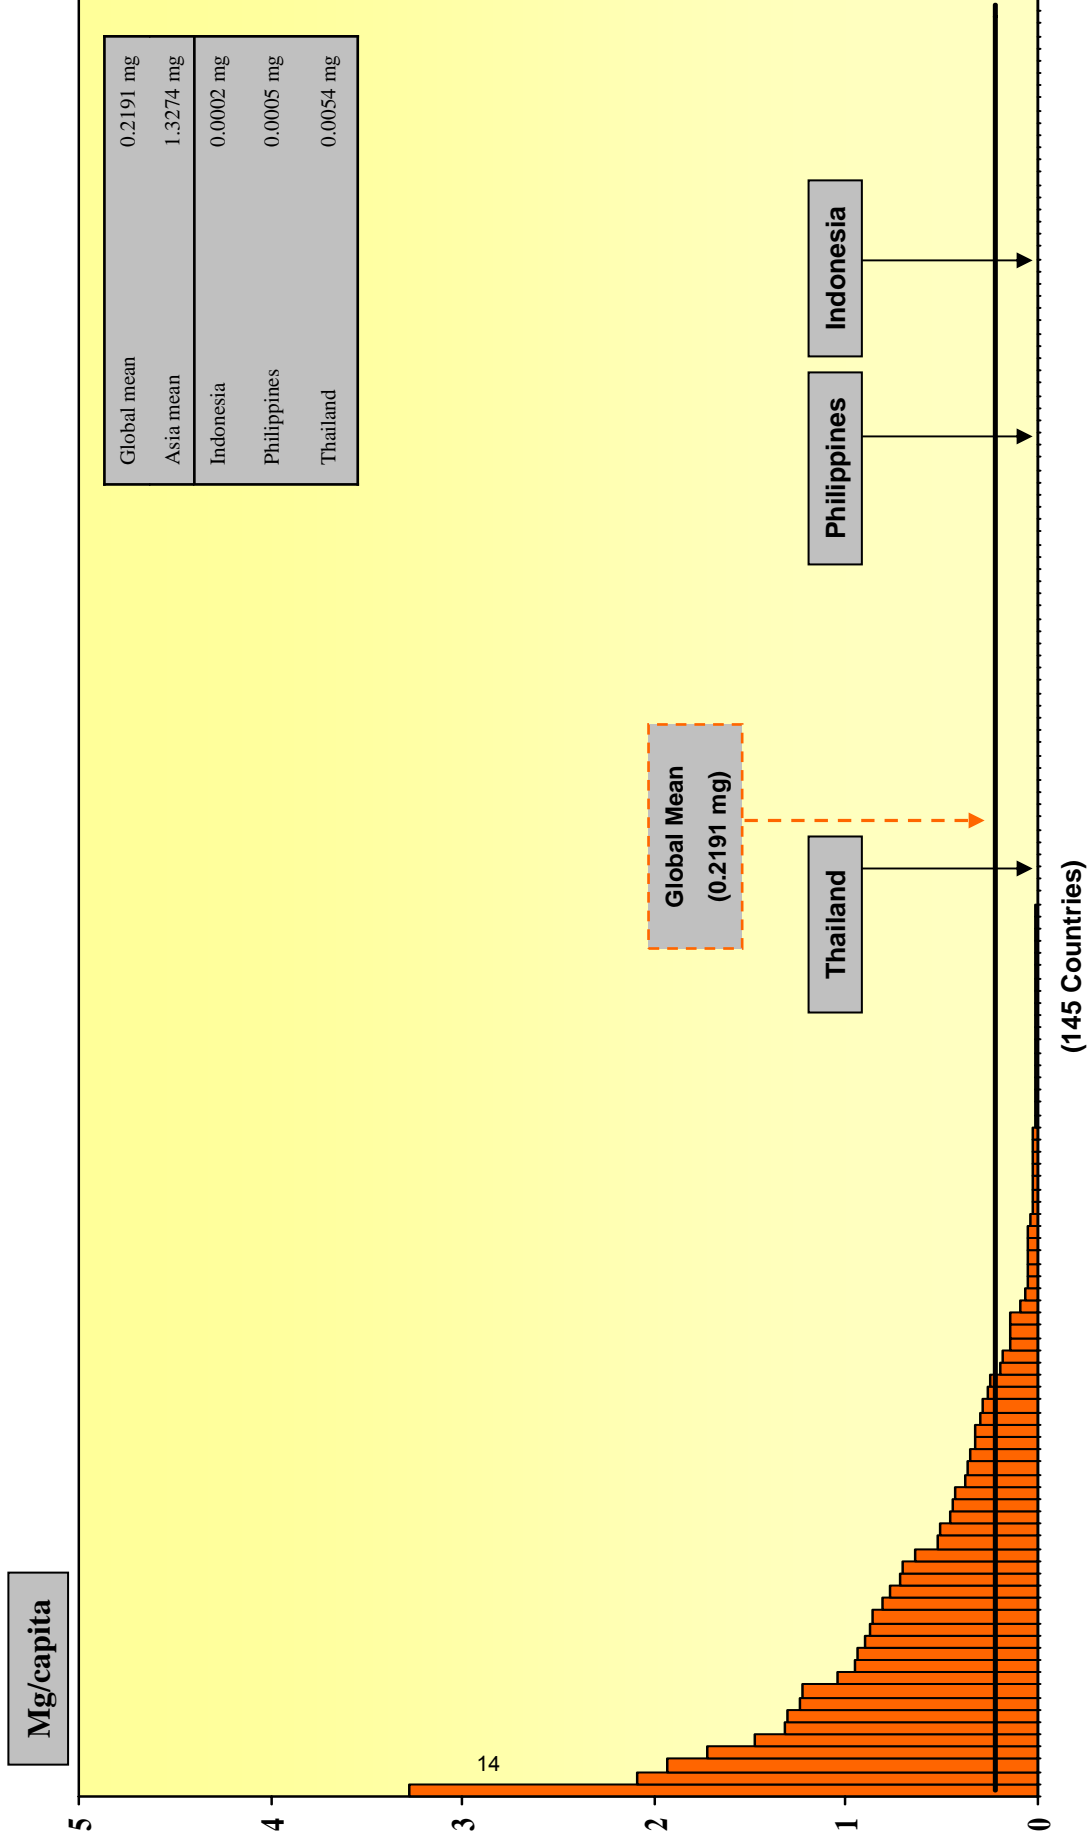 Mg/capita
5
4
3
2
1
0
Global mean 0.2191 mg
Asia mean 1.3274 mg
Indonesia 0.0002 mg
Philippines 0.0005 mg
Thailand 0.0054 mg
Global Mean
(0.2191 mg)
Thailand
Philippines
Indonesia
(145 Countries)
14